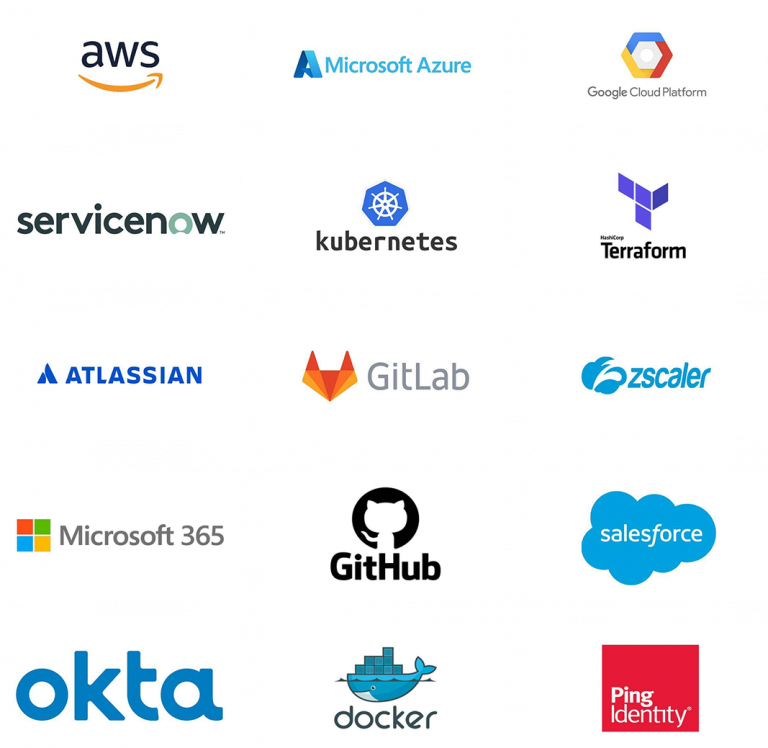 aws
Microsoft Azure
Google Cloud Platform
servicenow™
kubernetes
HashiCorp
Terraform
ATLASSIAN
GitLab
zscaler
Microsoft 365
GitHub
salesforce
okta
docker
Ping
Identity®